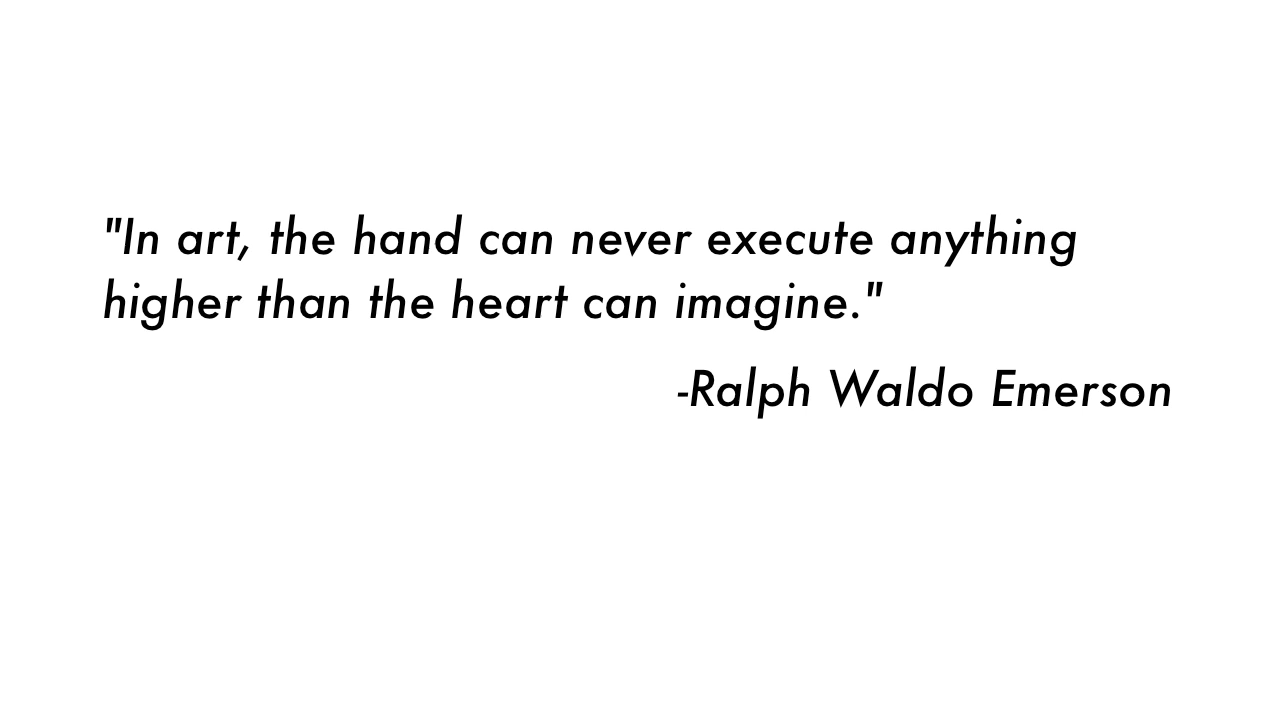 "In art, the hand can never execute anything
higher than the heart can imagine."
-Ralph Waldo Emerson